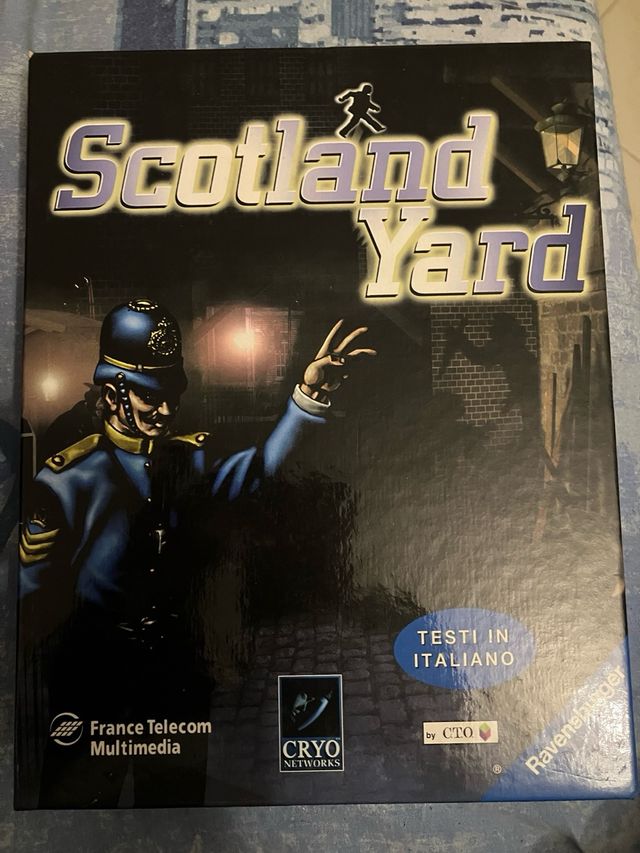 Scotland
Yard
TESTI IN
ITALIANO
France Telecom
Multimedia
CRYO
NETWORKS
by CTO
Ravensburger
®